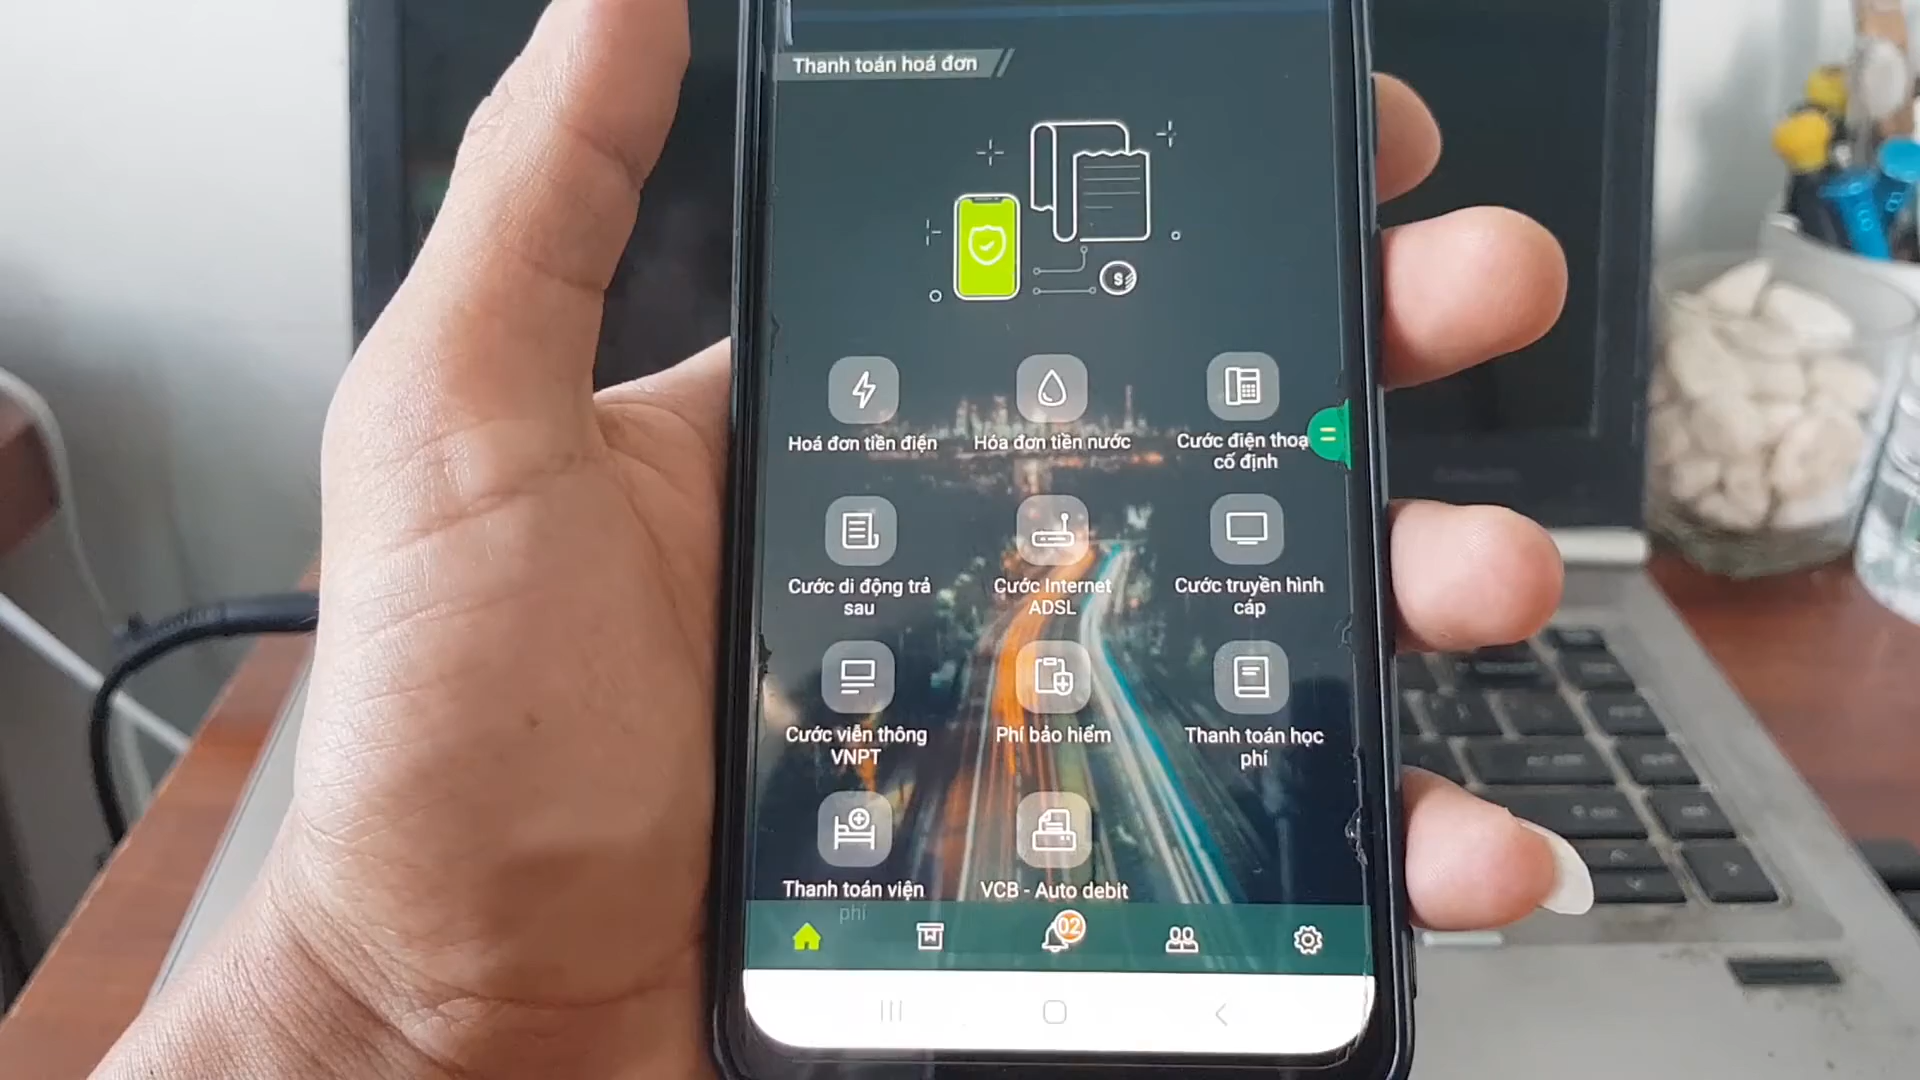 Thanh toán hoá đơn
Hoá đơn tiền điện
Hóa đơn tiền nước
Cước điện thoạ
cố định
Cước di động trả
sau
Cước Internet
ADSL
Cước truyền hình
cáp
Cước viễn thông
VNPT
Phí bảo hiểm
Thanh toán học
phí
Thanh toán viện
phí
VCB - Auto debit
02